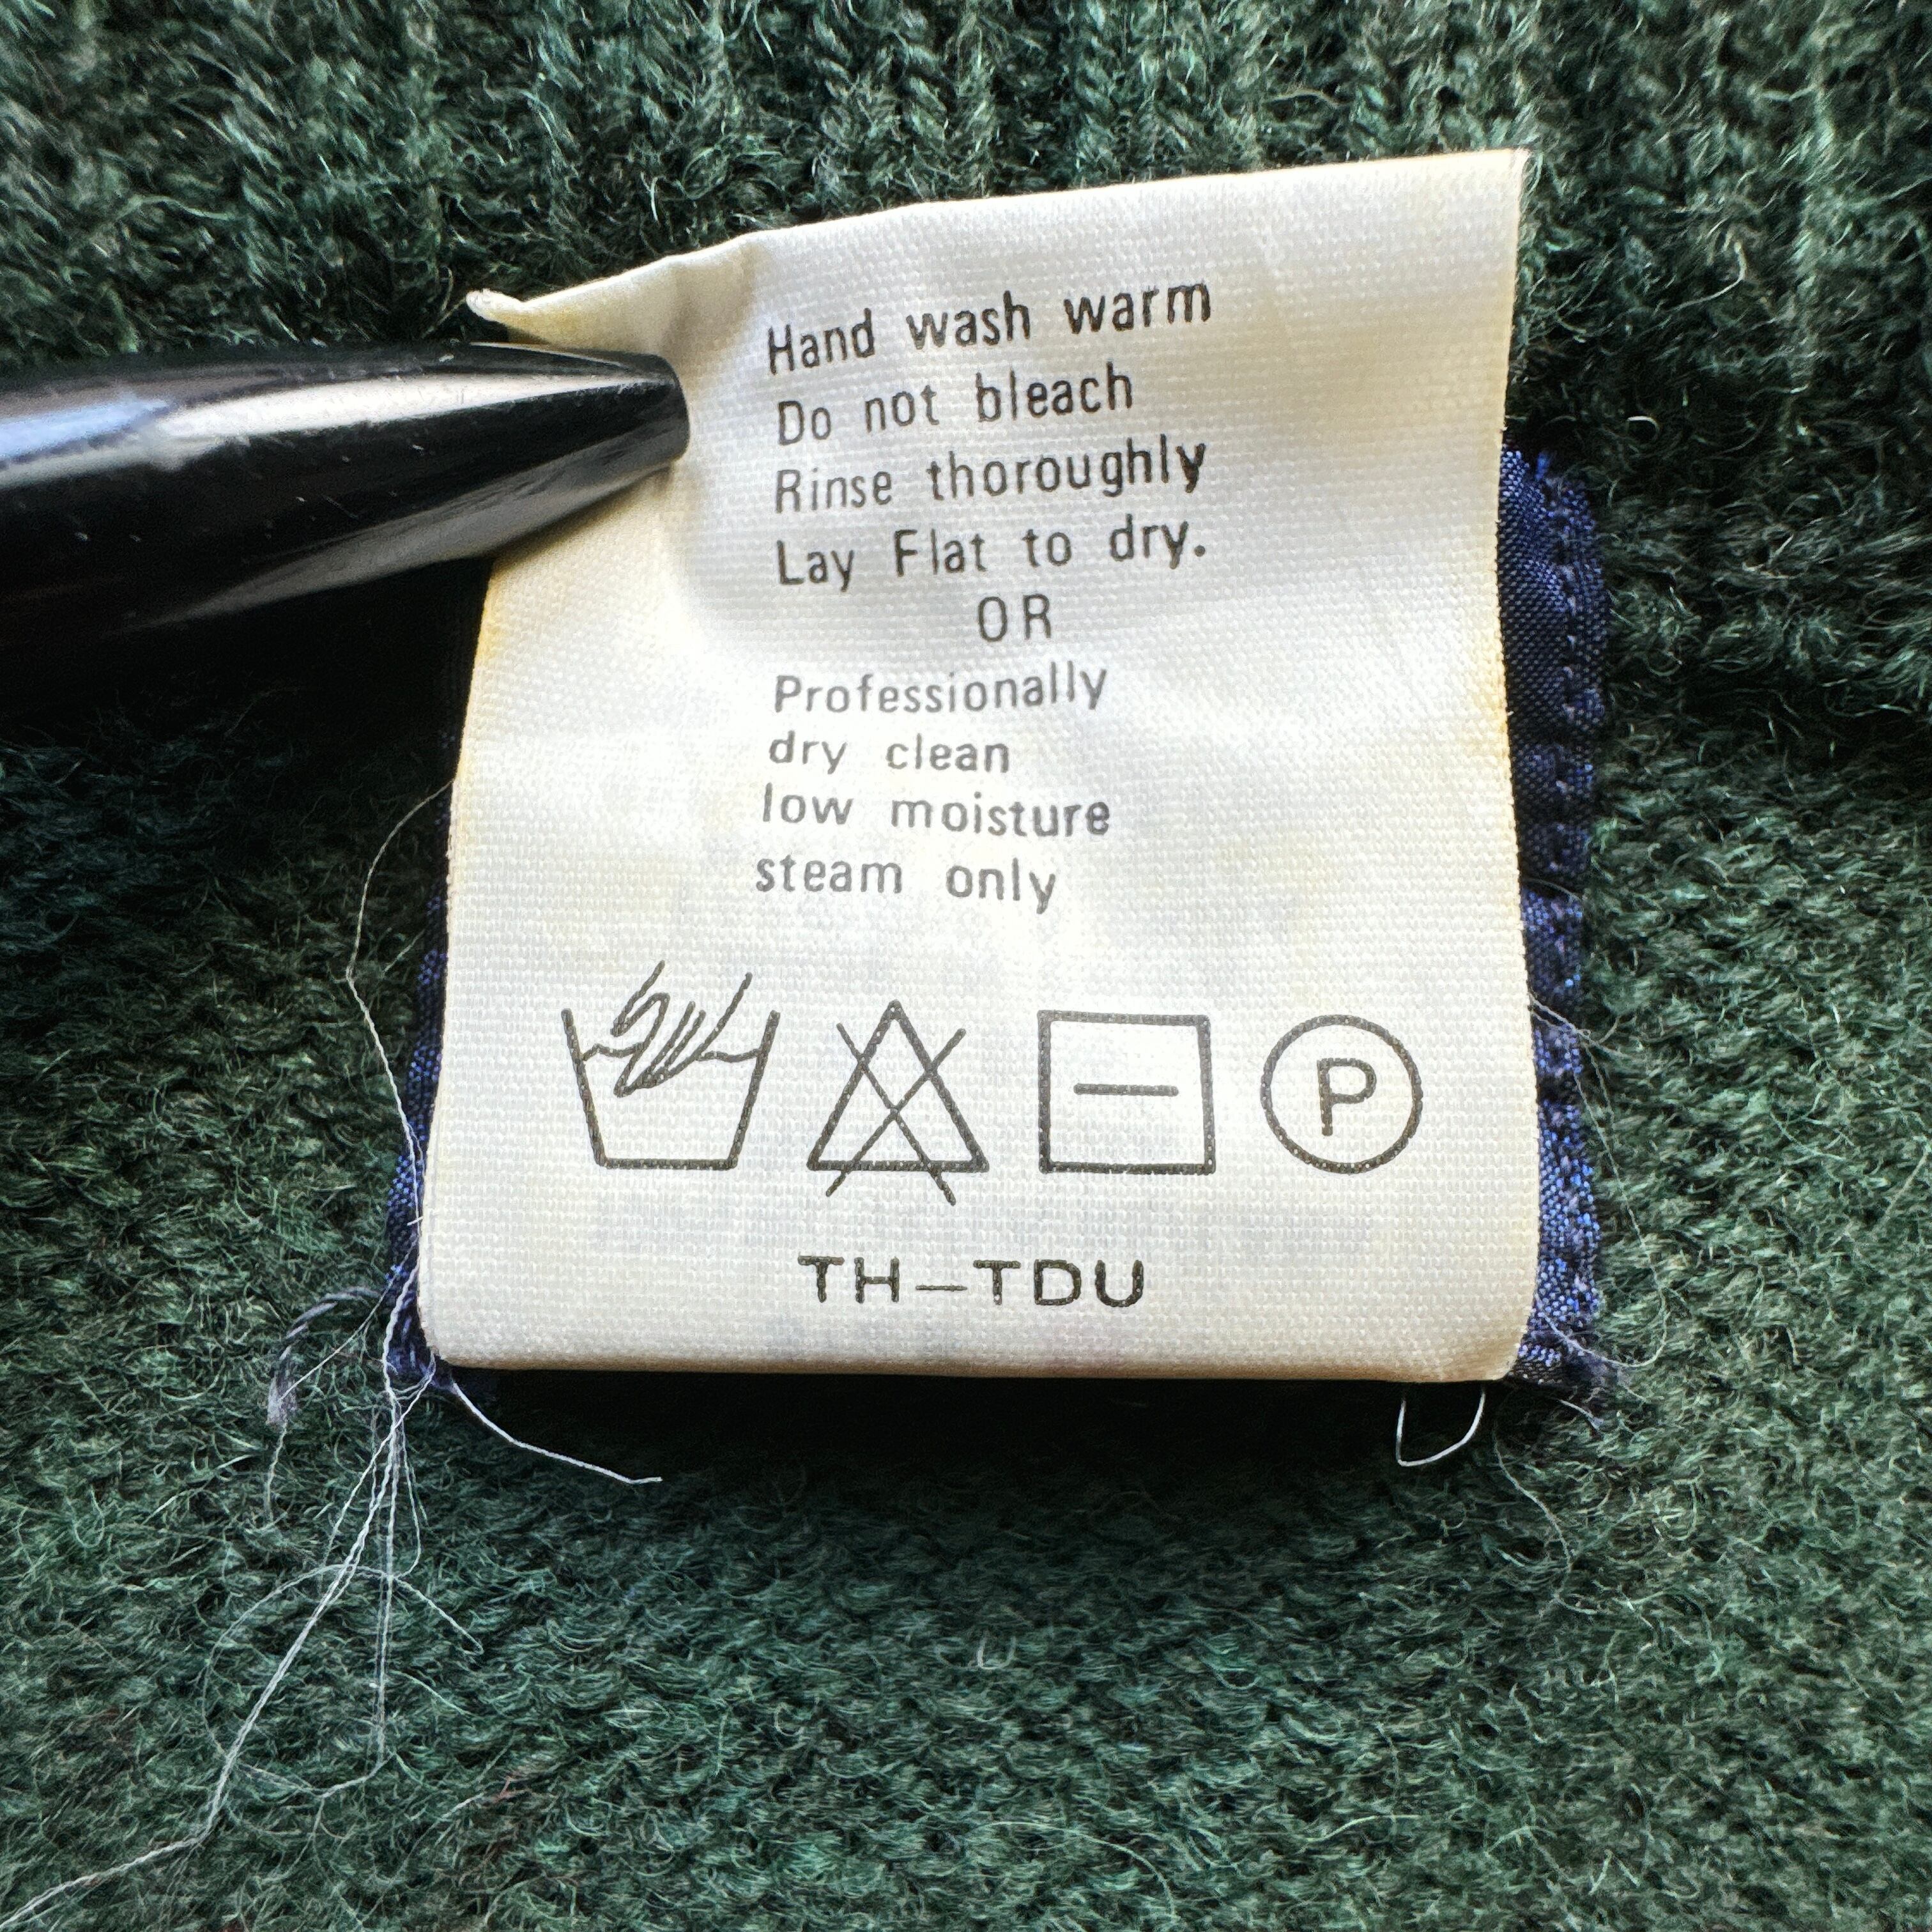 Hand wash warm
Do not bleach
Rinse thoroughly
Lay Flat to dry.
OR
Professionally
dry clean
low moisture
steam only
P
TH-TDU